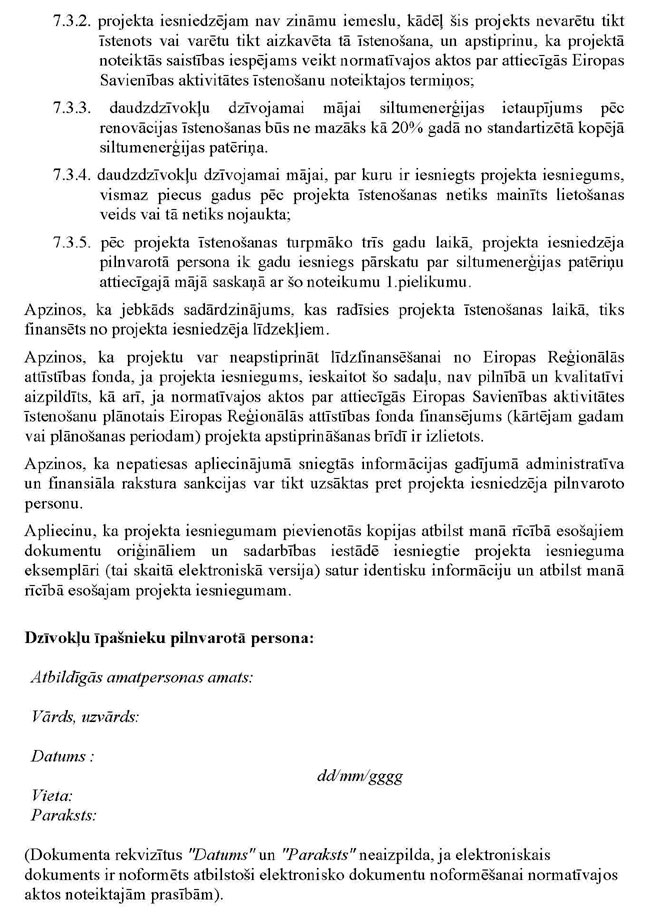 7.3.2. projekta iesniedzējam nav zināmu iemeslu, kādēļ šis projekts nevarētu tikt
īstenots vai varētu tikt aizkavēta tā īstenošana, un apstiprinu, ka projektā
noteiktās saistības iespējams veikt normatīvajos aktos par attiecīgās Eiropas
Savienības aktivitātes īstenošanu noteiktajos termiņos;
7.3.3. daudzdzīvokļu dzīvojamai mājai siltumenerģijas ietaupījums pēc
renovācijas īstenošanas būs ne mazāks kā 20% gadā no standartizētā kopējā
siltumenerģijas patēriņa.
7.3.4. daudzdzīvokļu dzīvojamai mājai, par kuru ir iesniegts projekta iesniegums,
vismaz piecus gadus pēc projekta īstenošanas netiks mainīts lietošanas
veids vai tā netiks nojaukta;
7.3.5. pēc projekta īstenošanas turpmāko trīs gadu laikā, projekta iesniedzēja
pilnvarotā persona ik gadu iesniegs pārskatu par siltumenerģijas patēriņu
attiecīgajā mājā saskaņā ar šo noteikumu 1.pielikumu.
Apzinos, ka jebkāds sadārdzinājums, kas radīsies projekta īstenošanas laikā, tiks
finansēts no projekta iesniedzēja līdzekļiem.
Apzinos, ka projektu var neapstiprināt līdzfinansēšanai no Eiropas Reģionālās
attīstības fonda, ja projekta iesniegums, ieskaitot šo sadaļu, nav pilnībā un kvalitatīvi
aizpildīts, kā arī, ja normatīvajos aktos par attiecīgās Eiropas Savienības aktivitātes
īstenošanu plānotais Eiropas Reģionālās attīstības fonda finansējums (kārtējam gadam
vai plānošanas periodam) projekta apstiprināšanas brīdī ir izlietots.
Apzinos, ka nepatiesas apliecinājumā sniegtās informācijas gadījumā administratīva
un finansiāla rakstura sankcijas var tikt uzsāktas pret projekta iesniedzēja pilnvaroto
personu.
Apliecinu, ka projekta iesniegumam pievienotās kopijas atbilst manā rīcībā esošajiem
dokumentu oriģināliem un sadarbības iestādē iesniegtie projekta iesnieguma
eksemplāri (tai skaitā elektroniskā versija) satur identisku informāciju un atbilst manā
rīcībā esošajam projekta iesniegumam.
Dzīvokļu īpašnieku pilnvarotā persona:
Atbildīgās amatpersonas amats:
Vārds, uzvārds:
Datums :
dd/mm/gggg
Vieta:
Paraksts:
(Dokumenta rekvizītus "Datums" un "Paraksts" neaizpilda, ja elektroniskais
dokuments ir noformēts atbilstoši elektronisko dokumentu noformēšanai normatīvajos
aktos noteiktajām prasībām).